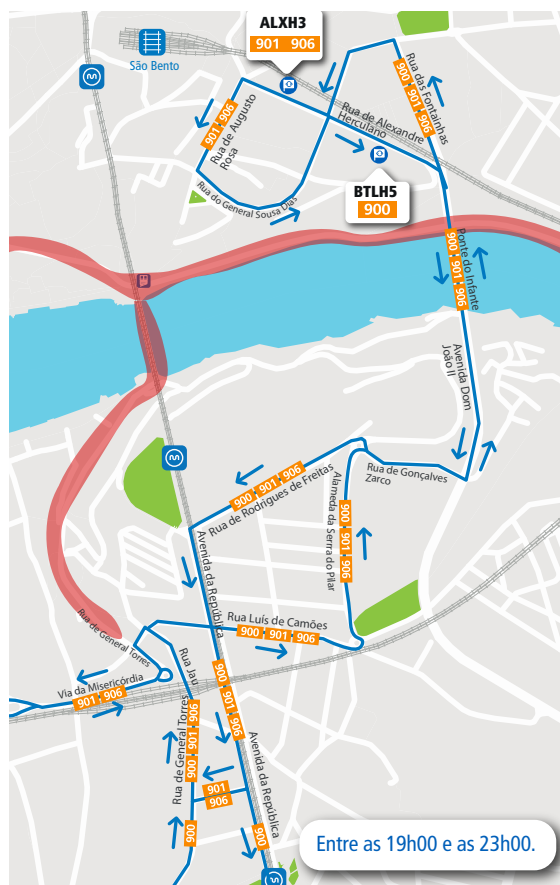 ALXH3
901 906
São Bento
Rua das Fontainhas
900 901 906
Rua de Alexandre
Herculano
901 906
Rua de Augusto
Rosa
BTLH5
900
Rua do General Sousa Dias
Ponte do Infante
900 901 906
Avenida Dom
João II
Rua de Gonçalves
Zarco
900 901 906
Rua de Rodrigues de Freitas
Alameda da Serra do Pilar
900 901 906
Avenida da República
Rua Luís de Camões
900 901 906
Rua de General Torres
Rua Jau
Via da Misericórdia
901 906
900 901 906
Rua de General Torres
900 901 906
Avenida da República
901
906
900
900
Entre as 19h00 e as 23h00.